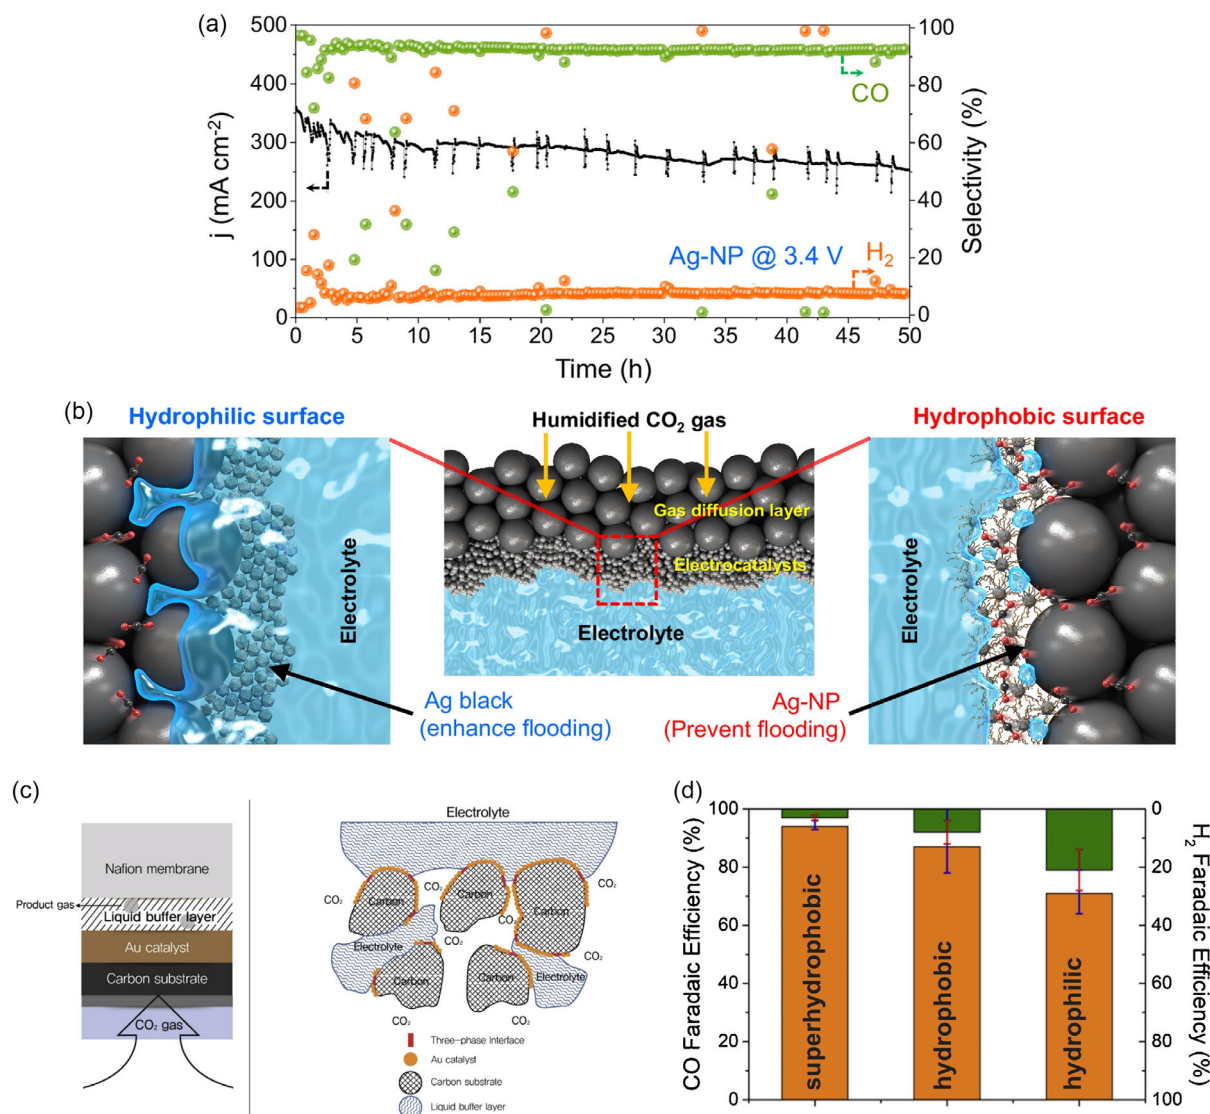 (a)
500
400
300
200
100
0
j (mA cm⁻²)
100
80
60
40
20
0
Selectivity (%)
CO
Ag-NP @ 3.4 V
H₂
0 5 10 15 20 25 30 35 40 45 50
Time (h)
(b)
Hydrophilic surface
Humidified CO₂ gas
Hydrophobic surface
Gas diffusion layer
Electrocatalysts
Electrolyte
Electrolyte
Electrolyte
Ag black
(enhance flooding)
Ag-NP
(Prevent flooding)
(c)
Nafion membrane
Product gas
Liquid buffer layer
Au catalyst
Carbon substrate
CO₂ gas
Electrolyte
CO₂
CO₂
CO₂
CO₂
Carbon
Carbon
Carbon
CO₂
CO₂
Electrolyte
CO₂
CO₂
Carbon
Carbon
Electrolyte
CO₂
CO₂
Three-phase Interface
Au catalyst
Carbon substrate
Liquid buffer layer
(d)
100
80
60
40
20
0
CO Faradaic Efficiency (%)
superhydrophobic
hydrophobic
hydrophilic
0
20
40
60
80
100
H₂ Faradaic Efficiency (%)